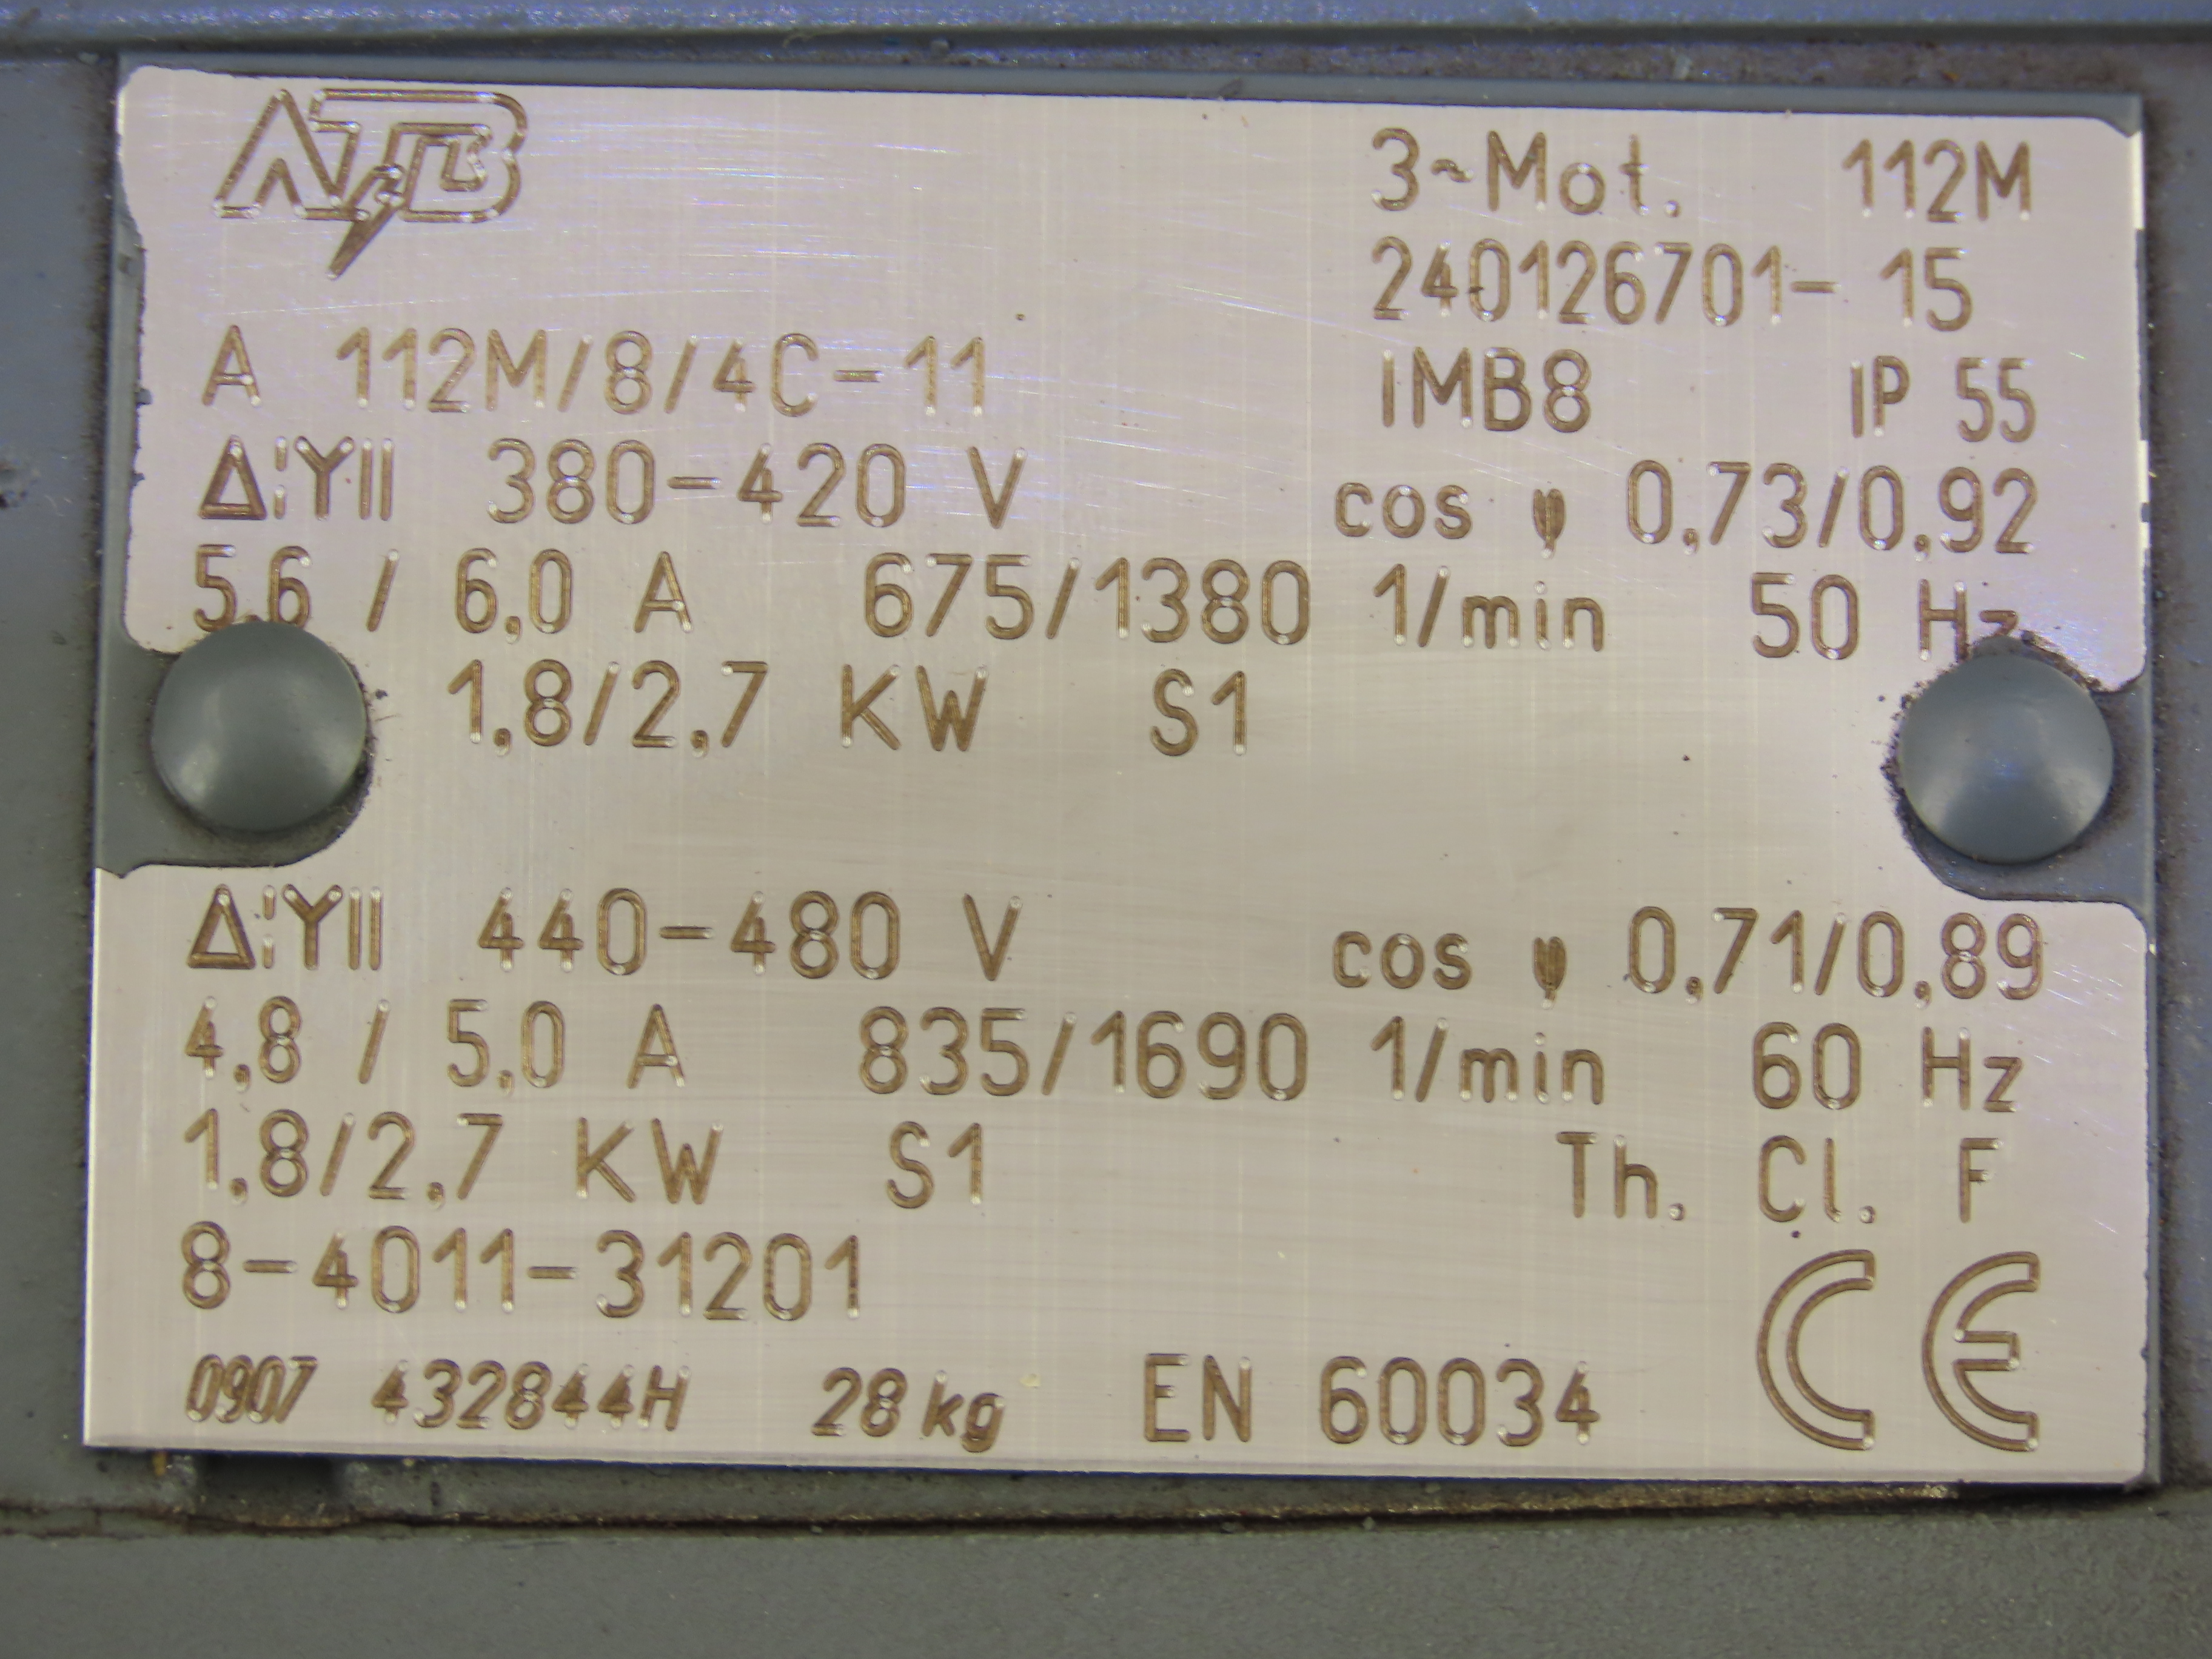 ATB
3~Mot. 112M
240126701- 15
A 112M/8/4C-11
IMB8 IP 55
Δ¦YII 380-420 V cos φ 0,73/0,92
5,6 / 6,0 A 675/1380 1/min 50 Hz
1,8/2,7 KW S1
Δ¦YII 440-480 V cos φ 0,71/0,89
4,8 / 5,0 A 835/1690 1/min 60 Hz
1,8/2,7 KW S1 Th. Cl. F
8-4011-31201
0907 432844H 28 kg EN 60034 CE